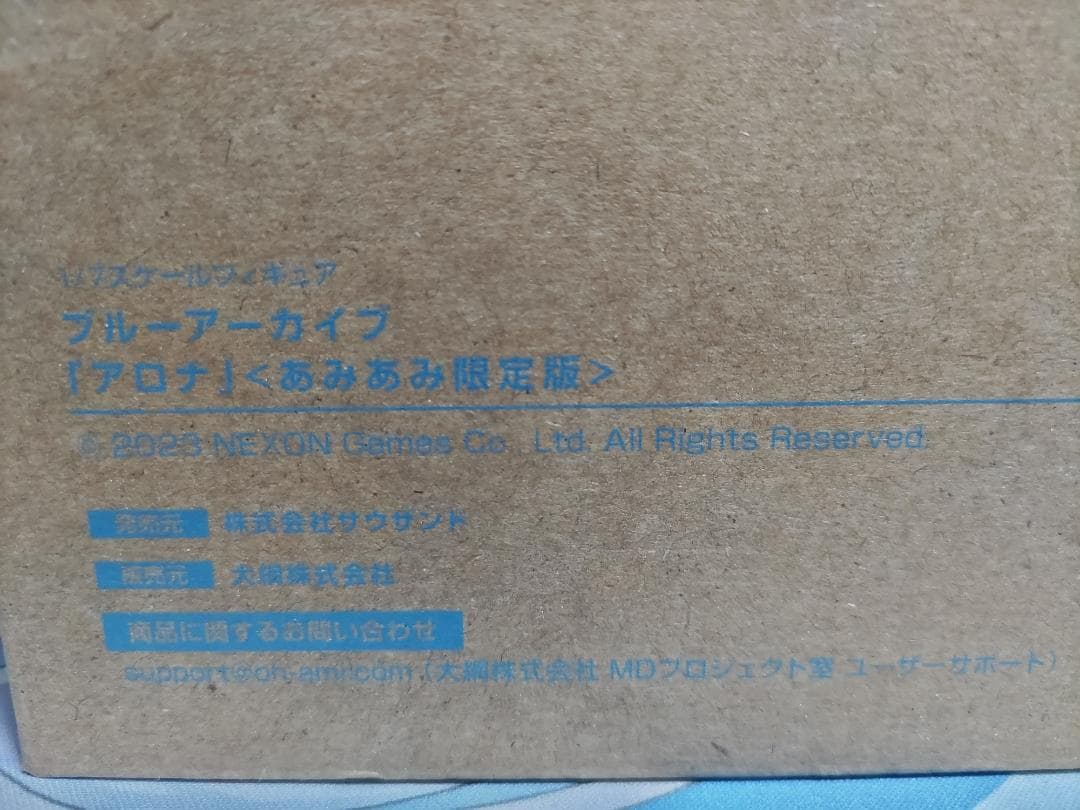 1/7スケールフィギュア
ブルーアーカイブ
「アロナ」<あみあみ限定版>
© 2023 NEXON Games Co., Ltd. All Rights Reserved.
発売元 株式会社サウザンド
販売元 大網株式会社
商品に関するお問い合わせ
support@oh-ami.com（大網株式会社 MDプロジェクト室 ユーザーサポート）